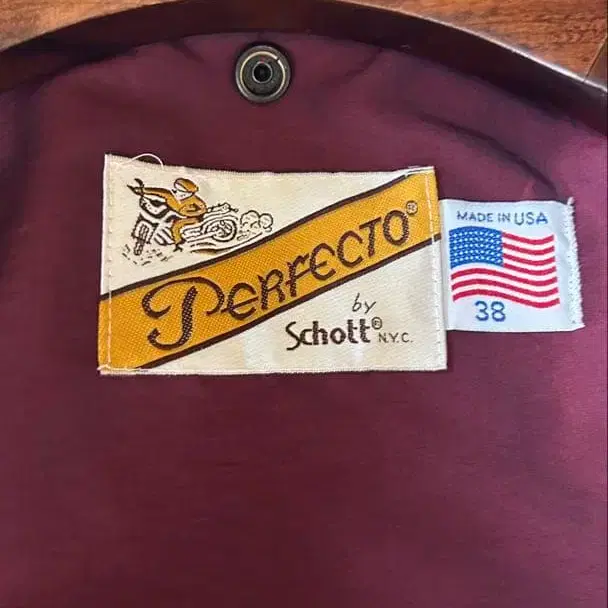 PERFECTO®
by
Schott® N.Y.C.
MADE IN USA
38